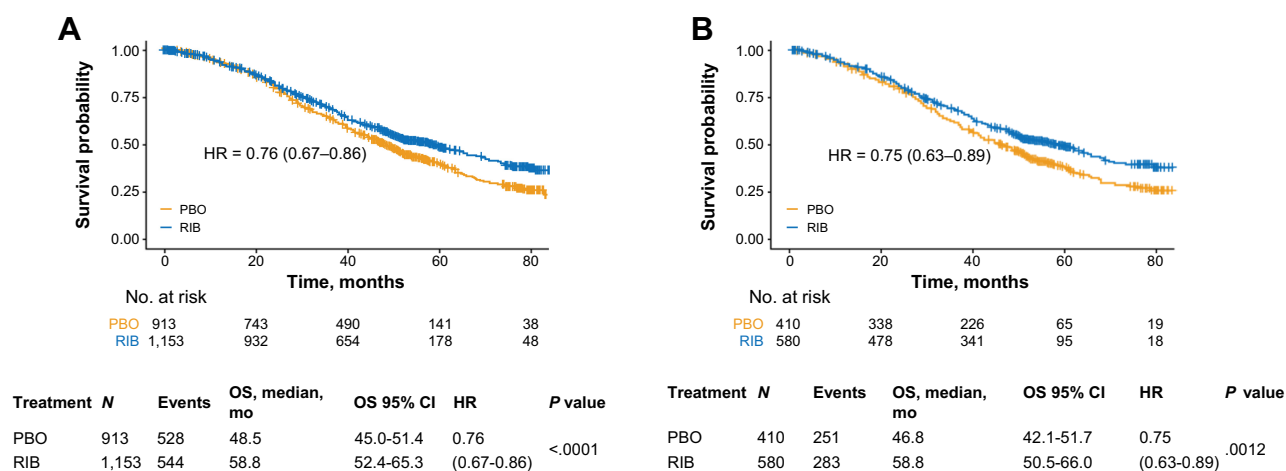 A
Survival probability
1.00
0.75
0.50
0.25
0.00
HR = 0.76 (0.67–0.86)
PBO
RIB
0 20 40 60 80
Time, months
No. at risk
PBO 913 743 490 141 38
RIB 1,153 932 654 178 48
Treatment N Events OS, median, mo OS 95% CI HR P value
PBO 913 528 48.5 45.0-51.4 0.76
<.0001
RIB 1,153 544 58.8 52.4-65.3 (0.67-0.86)
B
Survival probability
1.00
0.75
0.50
0.25
0.00
HR = 0.75 (0.63–0.89)
PBO
RIB
0 20 40 60 80
Time, months
No. at risk
PBO 410 338 226 65 19
RIB 580 478 341 95 18
Treatment N Events OS, median, mo OS 95% CI HR P value
PBO 410 251 46.8 42.1-51.7 0.75
.0012
RIB 580 283 58.8 50.5-66.0 (0.63-0.89)